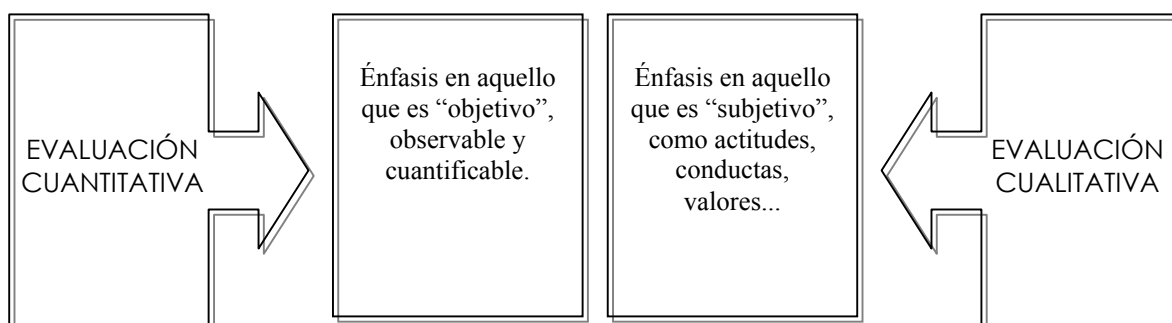 EVALUACIÓN
CUANTITATIVA
Énfasis en aquello
que es “objetivo”,
observable y
cuantificable.
Énfasis en aquello
que es “subjetivo”,
como actitudes,
conductas,
valores...
EVALUACIÓN
CUALITATIVA